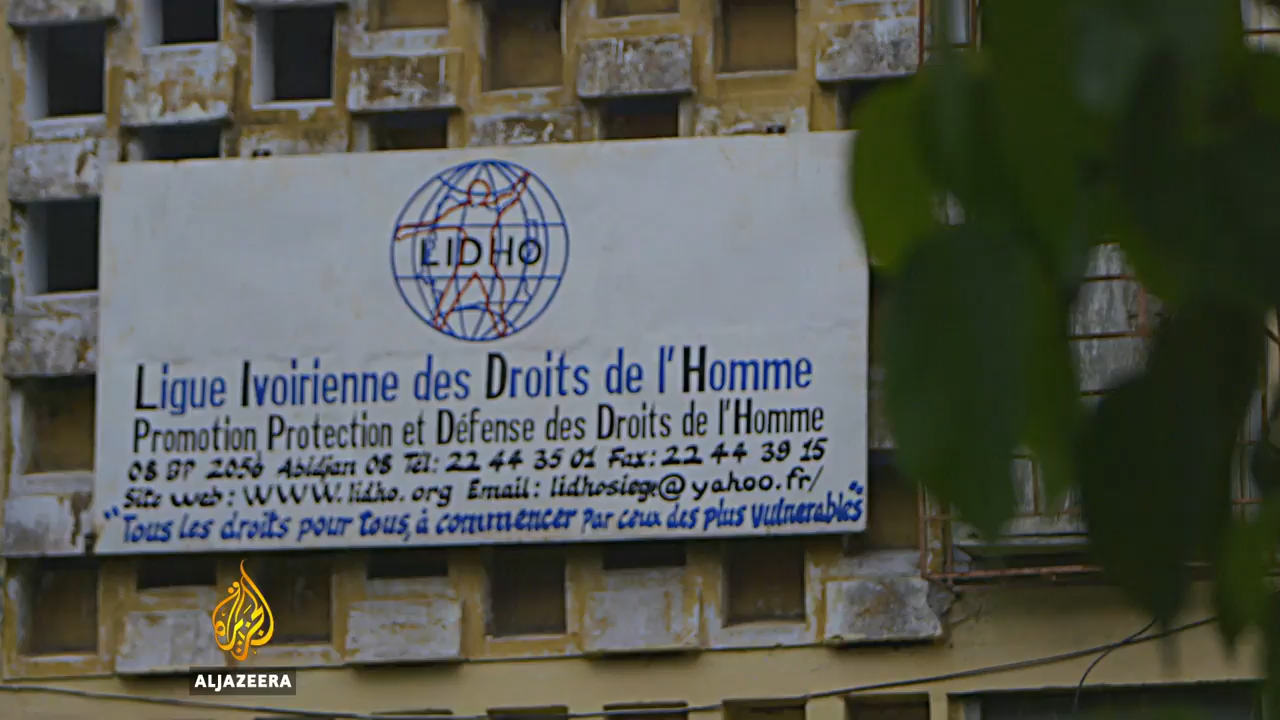 LIDHO
Ligue Ivoirienne des Droits de l'Homme
Promotion Protection et Défense des Droits de l'Homme
08 BP 2056 Abidjan 08 Tél: 22 44 35 01 Fax: 22 44 39 15
Site web: WWW.lidho.org Email: lidhosiege@yahoo.fr/
"Tous les droits pour tous, à commencer par ceux des plus vulnerables"
الجزيرة
ALJAZEERA